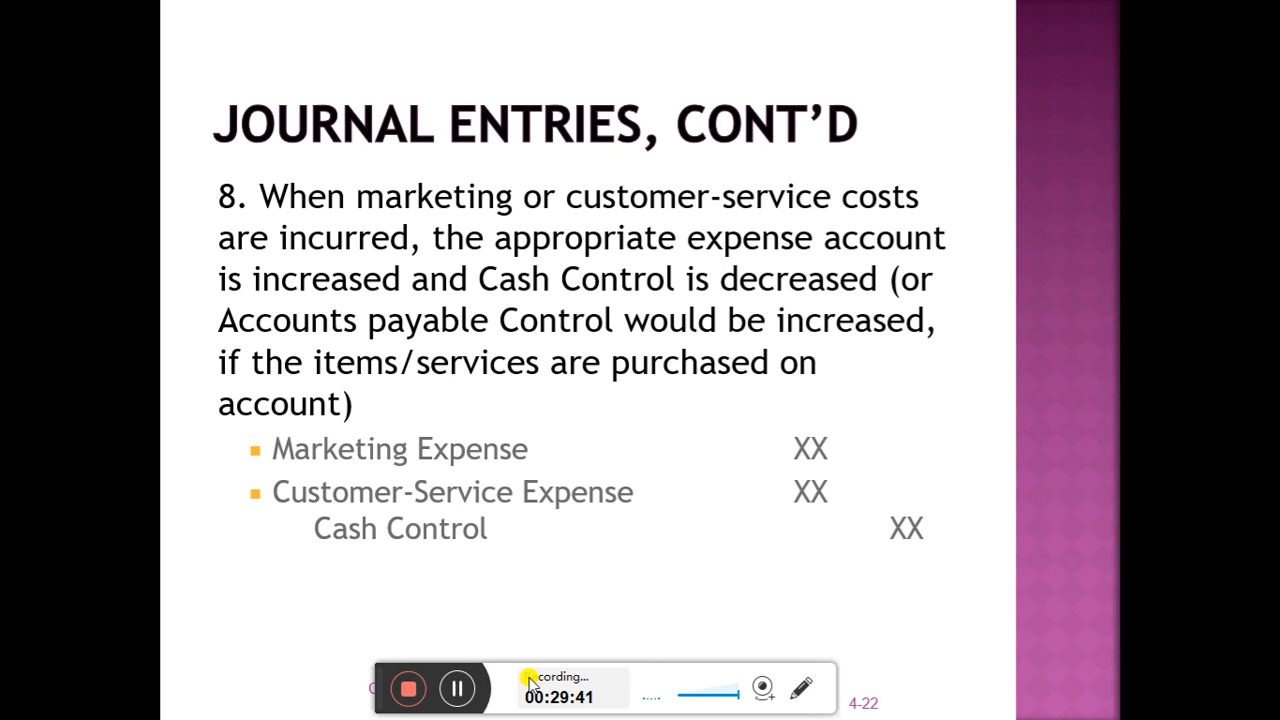 JOURNAL ENTRIES, CONT’D
8. When marketing or customer-service costs
are incurred, the appropriate expense account
is increased and Cash Control is decreased (or
Accounts payable Control would be increased,
if the items/services are purchased on
account)
Marketing Expense XX
Customer-Service Expense XX
Cash Control XX
cording...
00:29:41
4-22